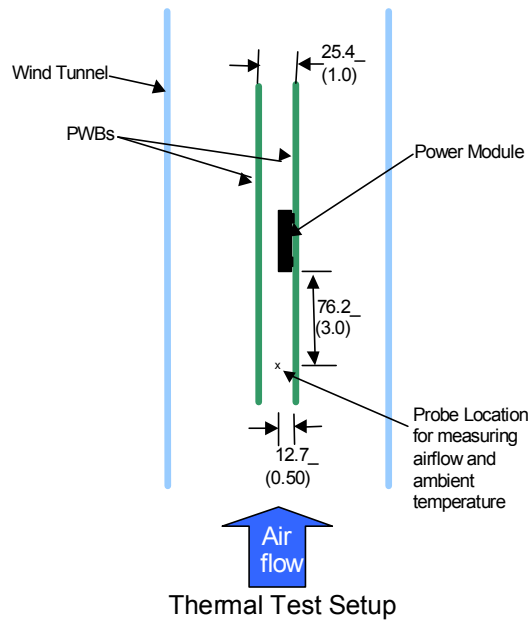 25.4_
(1.0)
Wind Tunnel
PWBs
Power Module
76.2_
(3.0)
x
Probe Location
for measuring
airflow and
ambient
temperature
12.7_
(0.50)
Air
flow
Thermal Test Setup